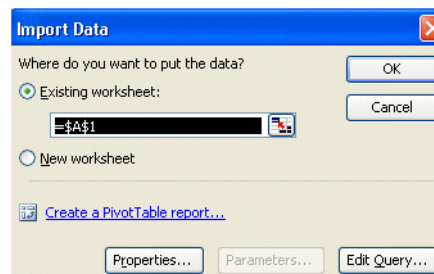 Import Data
Where do you want to put the data?
OK
Existing worksheet:
Cancel
=$A$1
New worksheet
Create a PivotTable report...
Properties... Parameters... Edit Query...